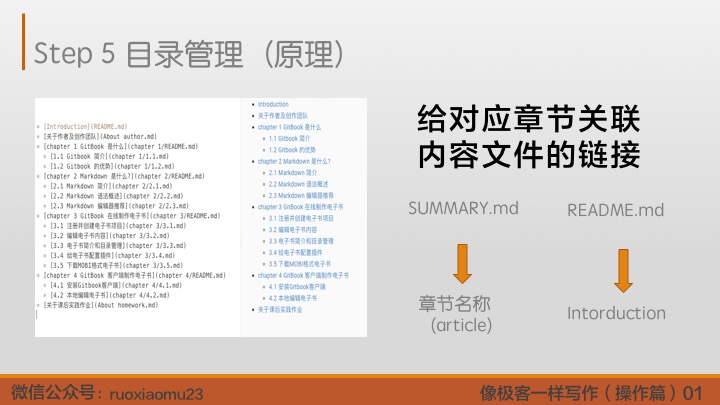 Step 5 目录管理（原理）
* [Introduction](README.md)
* [关于作者及创作团队](About author.md)
* [chapter 1 GitBook 是什么](chapter 1/README.md)
* [1.1 Gitbook 简介](chapter 1/1.1.md)
* [1.2 Gitbook 的优势](chapter 1/1.2.md)
* [chapter 2 Markdown 是什么?](chapter 2/README.md)
* [2.1 Markdown 简介](chapter 2/2.1.md)
* [2.2 Markdown 语法概述](chapter 2/2.2.md)
* [2.3 Markdown 编辑器推荐](chapter 2/2.3.md)
* [chapter 3 GitBook 在线制作电子书](chapter 3/README.md)
* [3.1 注册并创建电子书项目](chapter 3/3.1.md)
* [3.2 编辑电子书内容](chapter 3/3.2.md)
* [3.3 电子书简介和目录管理](chapter 3/3.3.md)
* [3.4 给电子书配置插件](chapter 3/3.4.md)
* [3.5 下载MOBI格式电子书](chapter 3/3.5.md)
* [chapter 4 GitBook 客户端制作电子书](chapter 4/README.md)
* [4.1 安装Gitbook客户端](chapter 4/4.1.md)
* [4.2 本地编辑电子书](chapter 4/4.2.md)
* [关于课后实践作业](About homework.md)
• Introduction
• 关于作者及创作团队
• chapter 1 GitBook 是什么
• 1.1 Gitbook 简介
• 1.2 Gitbook 的优势
• chapter 2 Markdown 是什么?
• 2.1 Markdown 简介
• 2.2 Markdown 语法概述
• 2.3 Markdown 编辑器推荐
• chapter 3 GitBook 在线制作电子书
• 3.1 注册并创建电子书项目
• 3.2 编辑电子书内容
• 3.3 电子书简介和目录管理
• 3.4 给电子书配置插件
• 3.5 下载MOBI格式电子书
• chapter 4 GitBook 客户端制作电子书
• 4.1 安装Gitbook客户端
• 4.2 本地编辑电子书
• 关于课后实践作业
给对应章节关联
内容文件的链接
SUMMARY.md
README.md
章节名称
（article）
Intorduction
微信公众号：ruoxiaomu23
像极客一样写作（操作篇）01